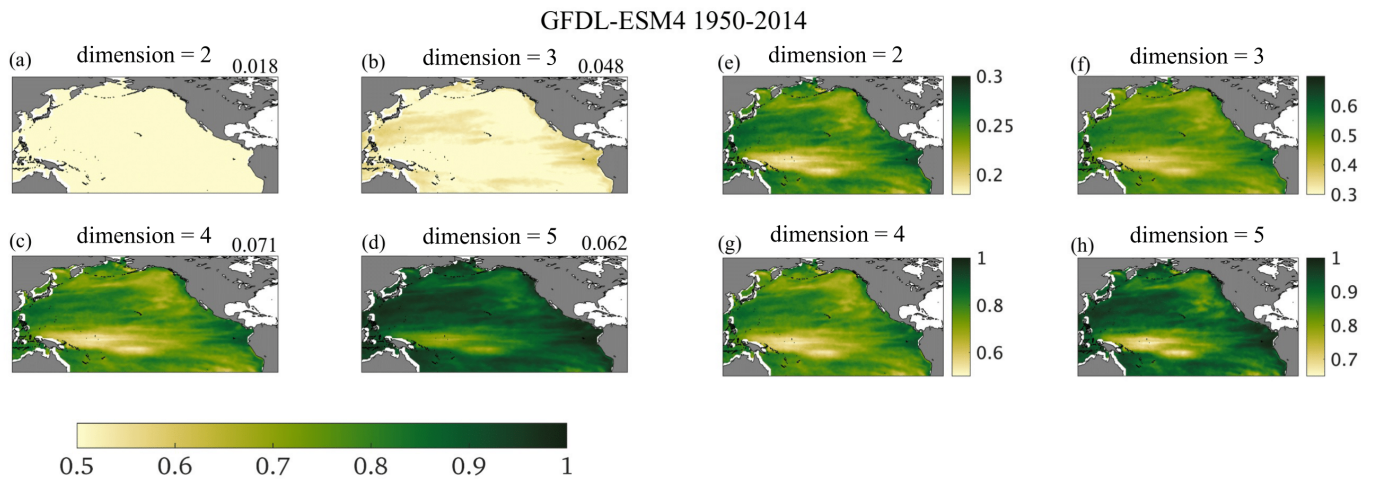 GFDL-ESM4 1950-2014
(a) dimension = 2 0.018
(b) dimension = 3 0.048
(e) dimension = 2
0.3
0.25
0.2
(f) dimension = 3
0.6
0.5
0.4
0.3
(c) dimension = 4 0.071
(d) dimension = 5 0.062
(g) dimension = 4
1
0.8
0.6
(h) dimension = 5
1
0.9
0.8
0.7
0.5 0.6 0.7 0.8 0.9 1